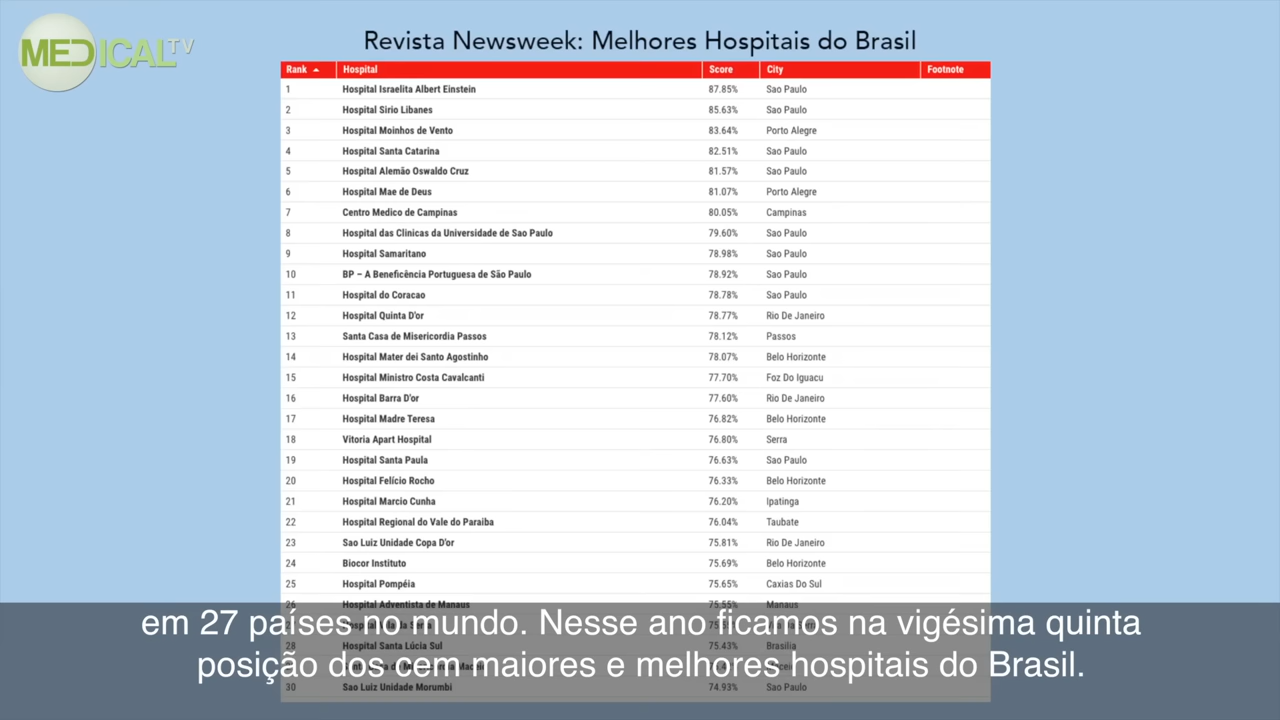 MEDICALTV
Revista Newsweek: Melhores Hospitais do Brasil
Rank Hospital Score City Footnote
1 Hospital Israelita Albert Einstein 87.85% Sao Paulo
2 Hospital Sirio Libanes 85.63% Sao Paulo
3 Hospital Moinhos de Vento 83.64% Porto Alegre
4 Hospital Santa Catarina 82.51% Sao Paulo
5 Hospital Alemão Oswaldo Cruz 81.57% Sao Paulo
6 Hospital Mae de Deus 81.07% Porto Alegre
7 Centro Medico de Campinas 80.05% Campinas
8 Hospital das Clinicas da Universidade de Sao Paulo 79.60% Sao Paulo
9 Hospital Samaritano 78.98% Sao Paulo
10 BP – A Beneficência Portuguesa de São Paulo 78.92% Sao Paulo
11 Hospital do Coracao 78.78% Sao Paulo
12 Hospital Quinta D'or 78.77% Rio De Janeiro
13 Santa Casa de Misericordia Passos 78.12% Passos
14 Hospital Mater dei Santo Agostinho 78.07% Belo Horizonte
15 Hospital Ministro Costa Cavalcanti 77.70% Foz Do Iguacu
16 Hospital Barra D'or 77.60% Rio De Janeiro
17 Hospital Madre Teresa 76.82% Belo Horizonte
18 Vitoria Apart Hospital 76.80% Serra
19 Hospital Santa Paula 76.63% Sao Paulo
20 Hospital Felício Rocho 76.33% Belo Horizonte
21 Hospital Marcio Cunha 76.20% Ipatinga
22 Hospital Regional do Vale do Paraiba 76.04% Taubate
23 Sao Luiz Unidade Copa D'or 75.81% Rio De Janeiro
24 Biocor Instituto 75.69% Belo Horizonte
25 Hospital Pompéia 75.65% Caxias Do Sul
26 Hospital Adventista de Manaus 75.55% Manaus
em 27 países no mundo. Nesse ano ficamos na vigésima quinta
28 Hospital Santa Lúcia Sul 75.43% Brasilia
posição dos cem maiores e melhores hospitais do Brasil.
30 Sao Luiz Unidade Morumbi 74.93% Sao Paulo